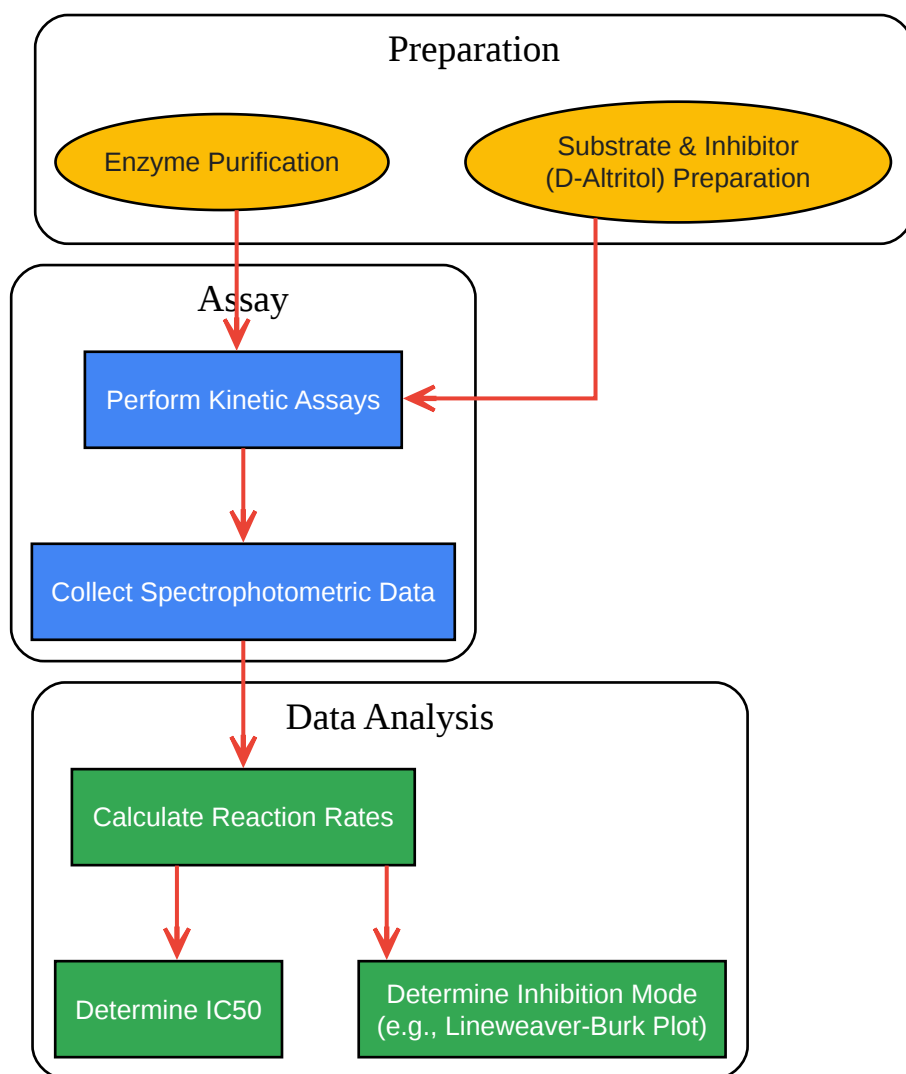 Preparation
Enzyme Purification
Substrate & Inhibitor
(D-Altritol) Preparation
Assay
Perform Kinetic Assays
Collect Spectrophotometric Data
Data Analysis
Calculate Reaction Rates
Determine IC50
Determine Inhibition Mode
(e.g., Lineweaver-Burk Plot)